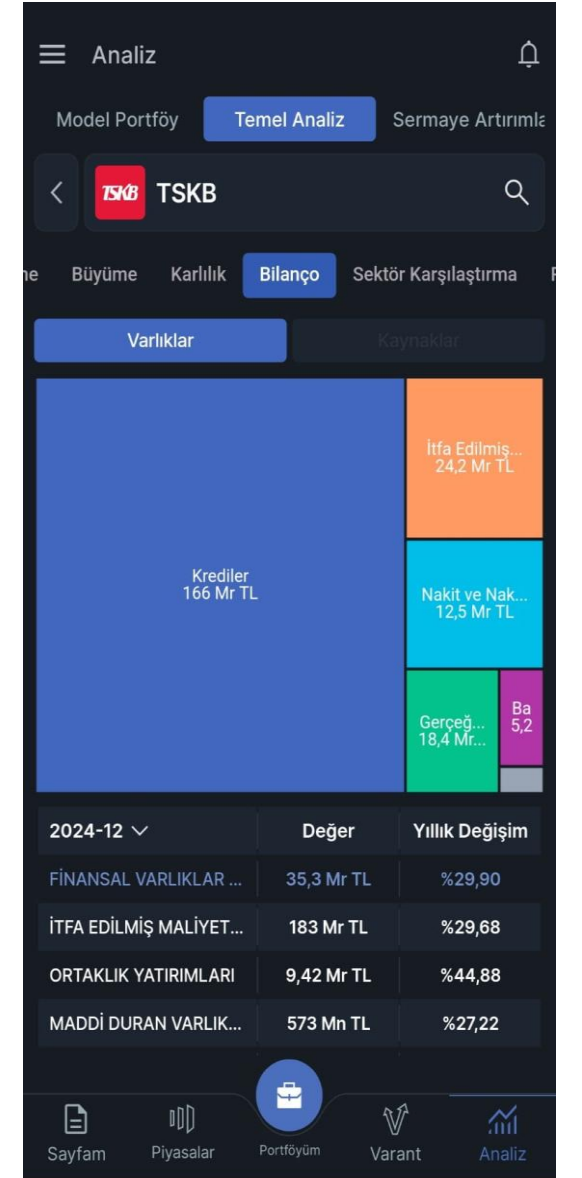 Analiz
Model Portföy Temel Analiz Sermaye Artırımla
TSKB TSKB
ne Büyüme Karlılık Bilanço Sektör Karşılaştırma
Varlıklar Kaynaklar
İtfa Edilmiş...
24,2 Mr TL
Krediler
166 Mr TL
Nakit ve Nak...
12,5 Mr TL
Gerçeğ...
18,4 Mr...
Ba
5,2
2024-12 Değer Yıllık Değişim
FİNANSAL VARLIKLAR ... 35,3 Mr TL %29,90
İTFA EDİLMİŞ MALİYET... 183 Mr TL %29,68
ORTAKLIK YATIRIMLARI 9,42 Mr TL %44,88
MADDİ DURAN VARLIK... 573 Mn TL %27,22
Sayfam Piyasalar Portföyüm Varant Analiz